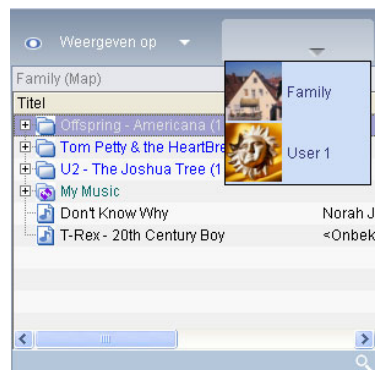 Weergeven op
Family (Map)
Family
Titel
Offspring - Americana (1
Tom Petty & the HeartBre
User 1
U2 - The Joshua Tree (1
My Music
Don't Know Why Norah J
T-Rex - 20th Century Boy <Onbek